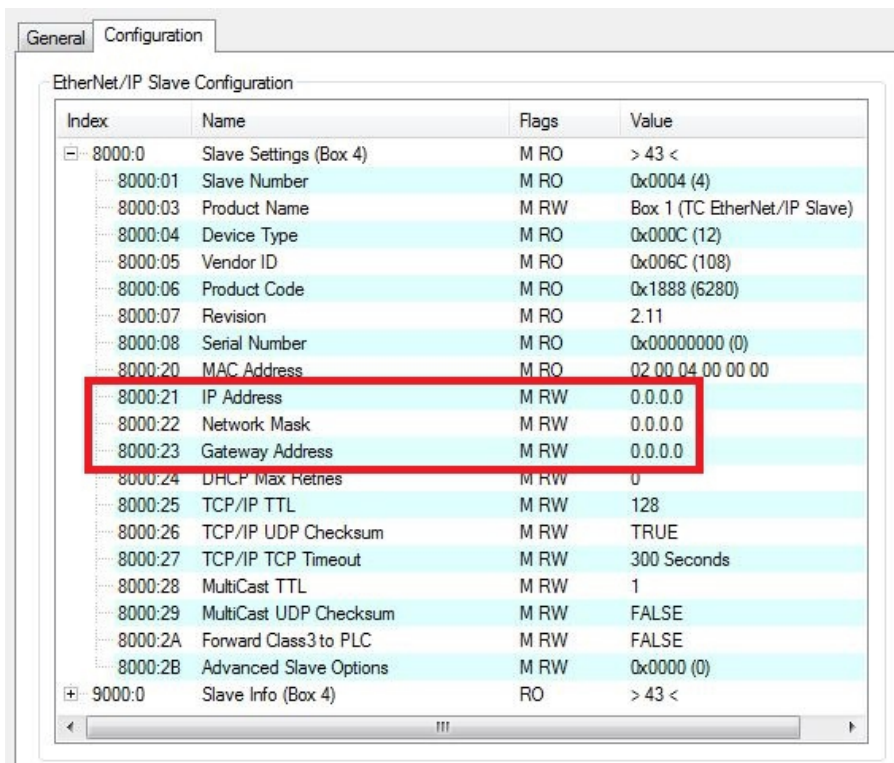 General Configuration
EtherNet/IP Slave Configuration
Index Name Flags Value
8000:0 Slave Settings (Box 4) M RO > 43 <
8000:01 Slave Number M RO 0x0004 (4)
8000:03 Product Name M RW Box 1 (TC EtherNet/IP Slave)
8000:04 Device Type M RO 0x000C (12)
8000:05 Vendor ID M RO 0x006C (108)
8000:06 Product Code M RO 0x1888 (6280)
8000:07 Revision M RO 2.11
8000:08 Serial Number M RO 0x00000000 (0)
8000:20 MAC Address M RO 02 00 04 00 00 00
8000:21 IP Address M RW 0.0.0.0
8000:22 Network Mask M RW 0.0.0.0
8000:23 Gateway Address M RW 0.0.0.0
8000:24 DHCP Max Retries M RW 0
8000:25 TCP/IP TTL M RW 128
8000:26 TCP/IP UDP Checksum M RW TRUE
8000:27 TCP/IP TCP Timeout M RW 300 Seconds
8000:28 MultiCast TTL M RW 1
8000:29 MultiCast UDP Checksum M RW FALSE
8000:2A Forward Class3 to PLC M RW FALSE
8000:2B Advanced Slave Options M RW 0x0000 (0)
9000:0 Slave Info (Box 4) RO > 43 <